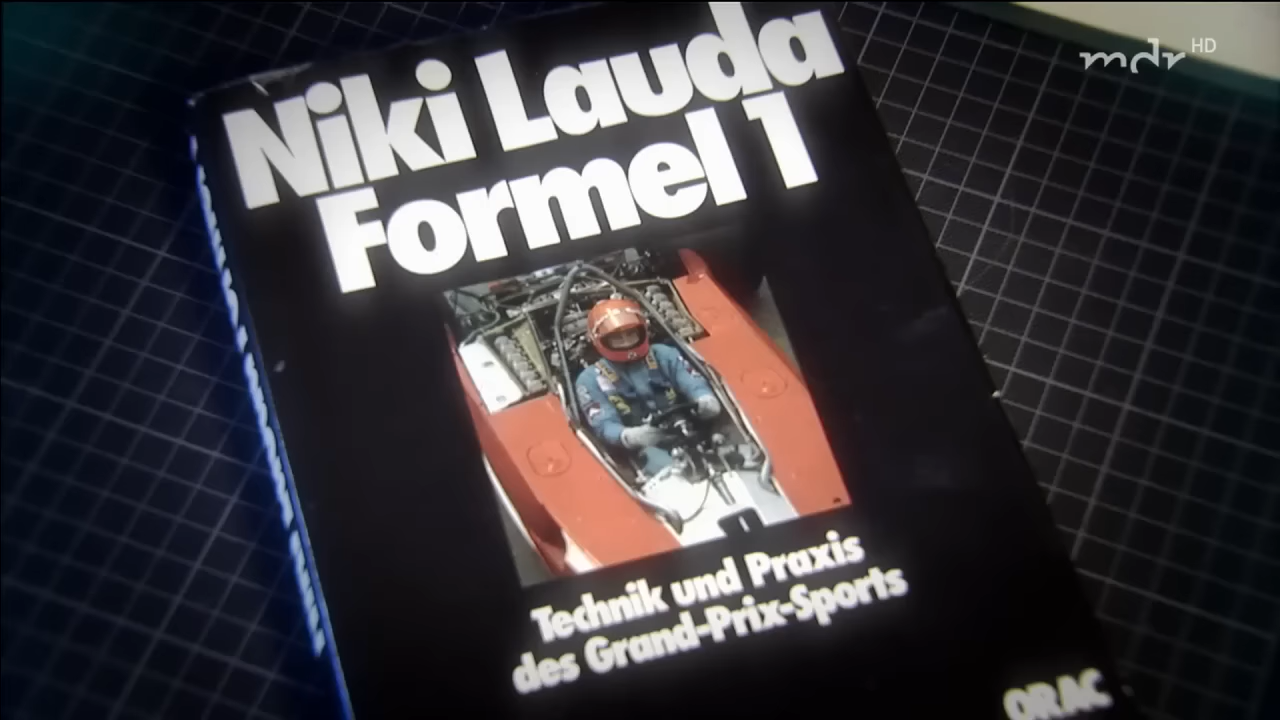 mdr HD
Niki Lauda
Formel 1
Technik und Praxis
des Grand-Prix-Sports
ORAC